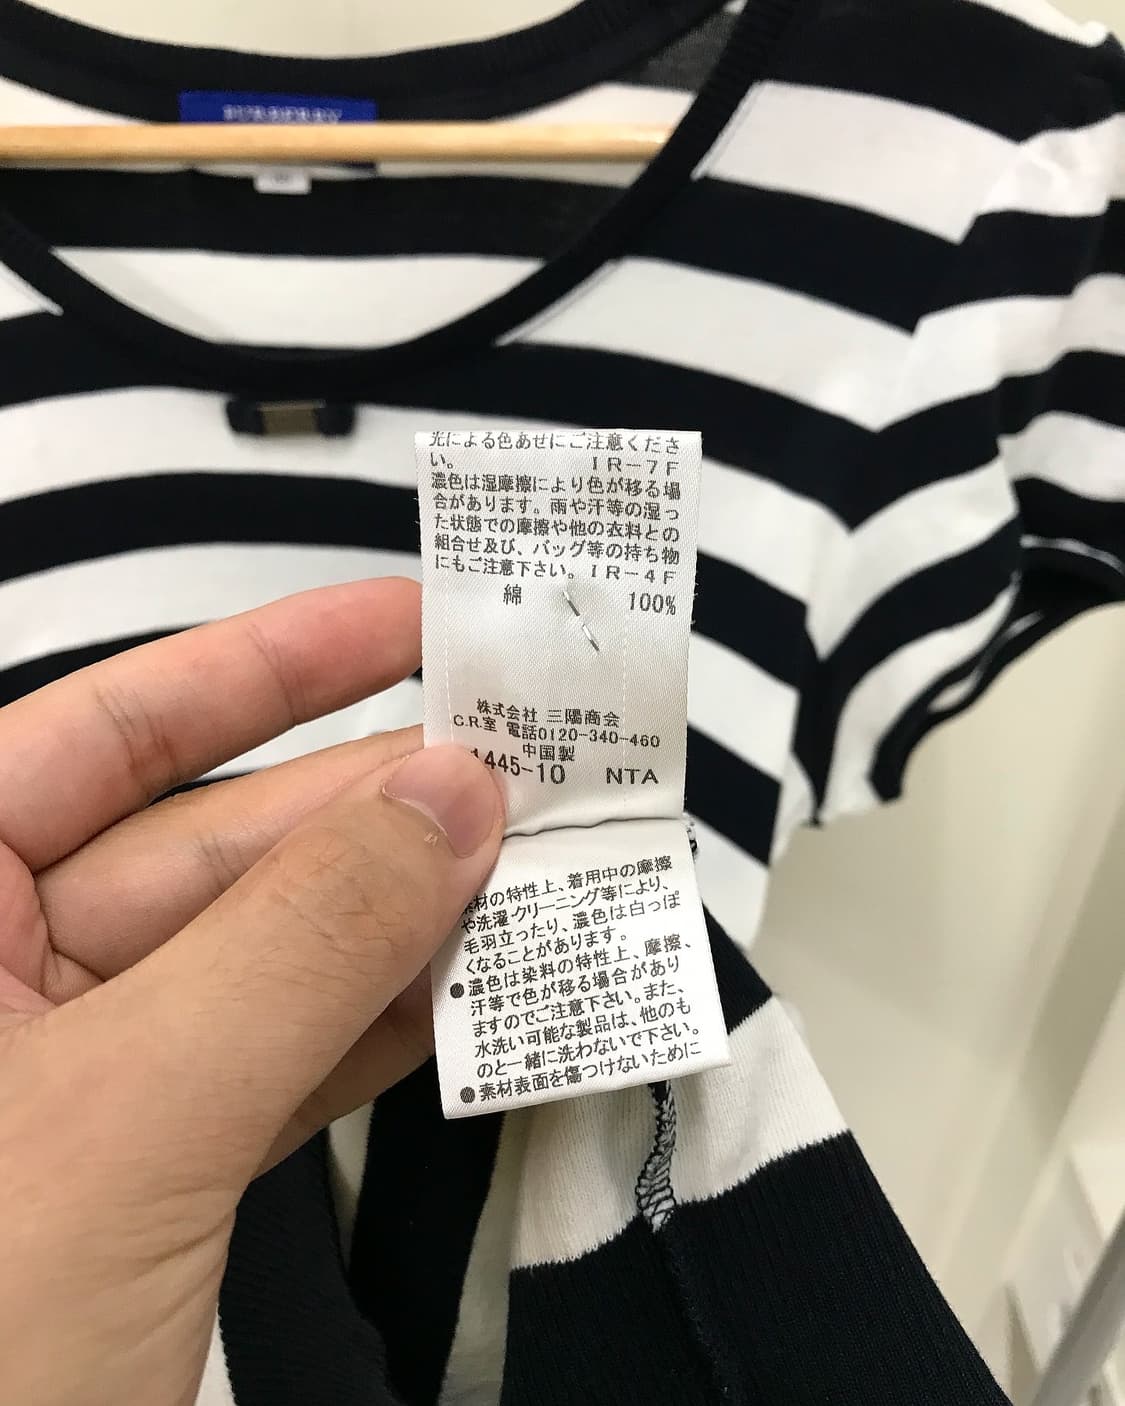 BURBERRY
光による色あせにご注意くださ
い。 IR-7F
濃色は湿摩擦により色が移る場
合があります。雨や汗等の湿っ
た状態での摩擦や他の衣料との
組合せ及び、バッグ等の持ち物
にもご注意下さい。IR-4F
綿 100%
株式会社 三陽商会
C.R.室 電話0120-340-460
中国製
1445-10 NTA
素材の特性上、着用中の摩擦
や洗濯・クリーニング等により、
毛羽立ったり、濃色は白っぽ
くなることがあります。
●濃色は染料の特性上、摩擦、
汗等で色が移る場合があり
ますのでご注意下さい。また、
水洗い可能な製品は、他のも
のと一緒に洗わないで下さい。
●素材表面を傷つけないために